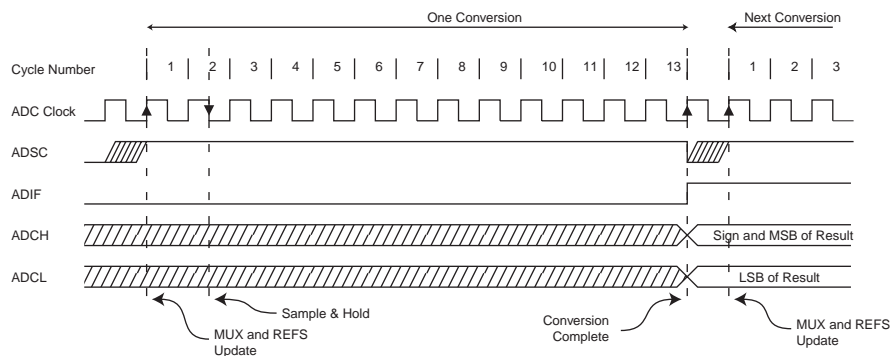 One Conversion
Next Conversion
Cycle Number 1 2 3 4 5 6 7 8 9 10 11 12 13 1 2 3
ADC Clock
ADSC
ADIF
ADCH
Sign and MSB of Result
ADCL
LSB of Result
Sample & Hold
MUX and REFS
Update
Conversion
Complete
MUX and REFS
Update